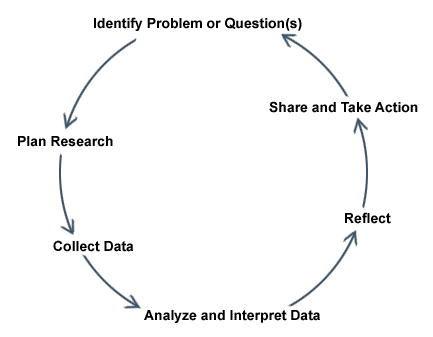 Identify Problem or Question(s)
Plan Research
Collect Data
Analyze and Interpret Data
Reflect
Share and Take Action